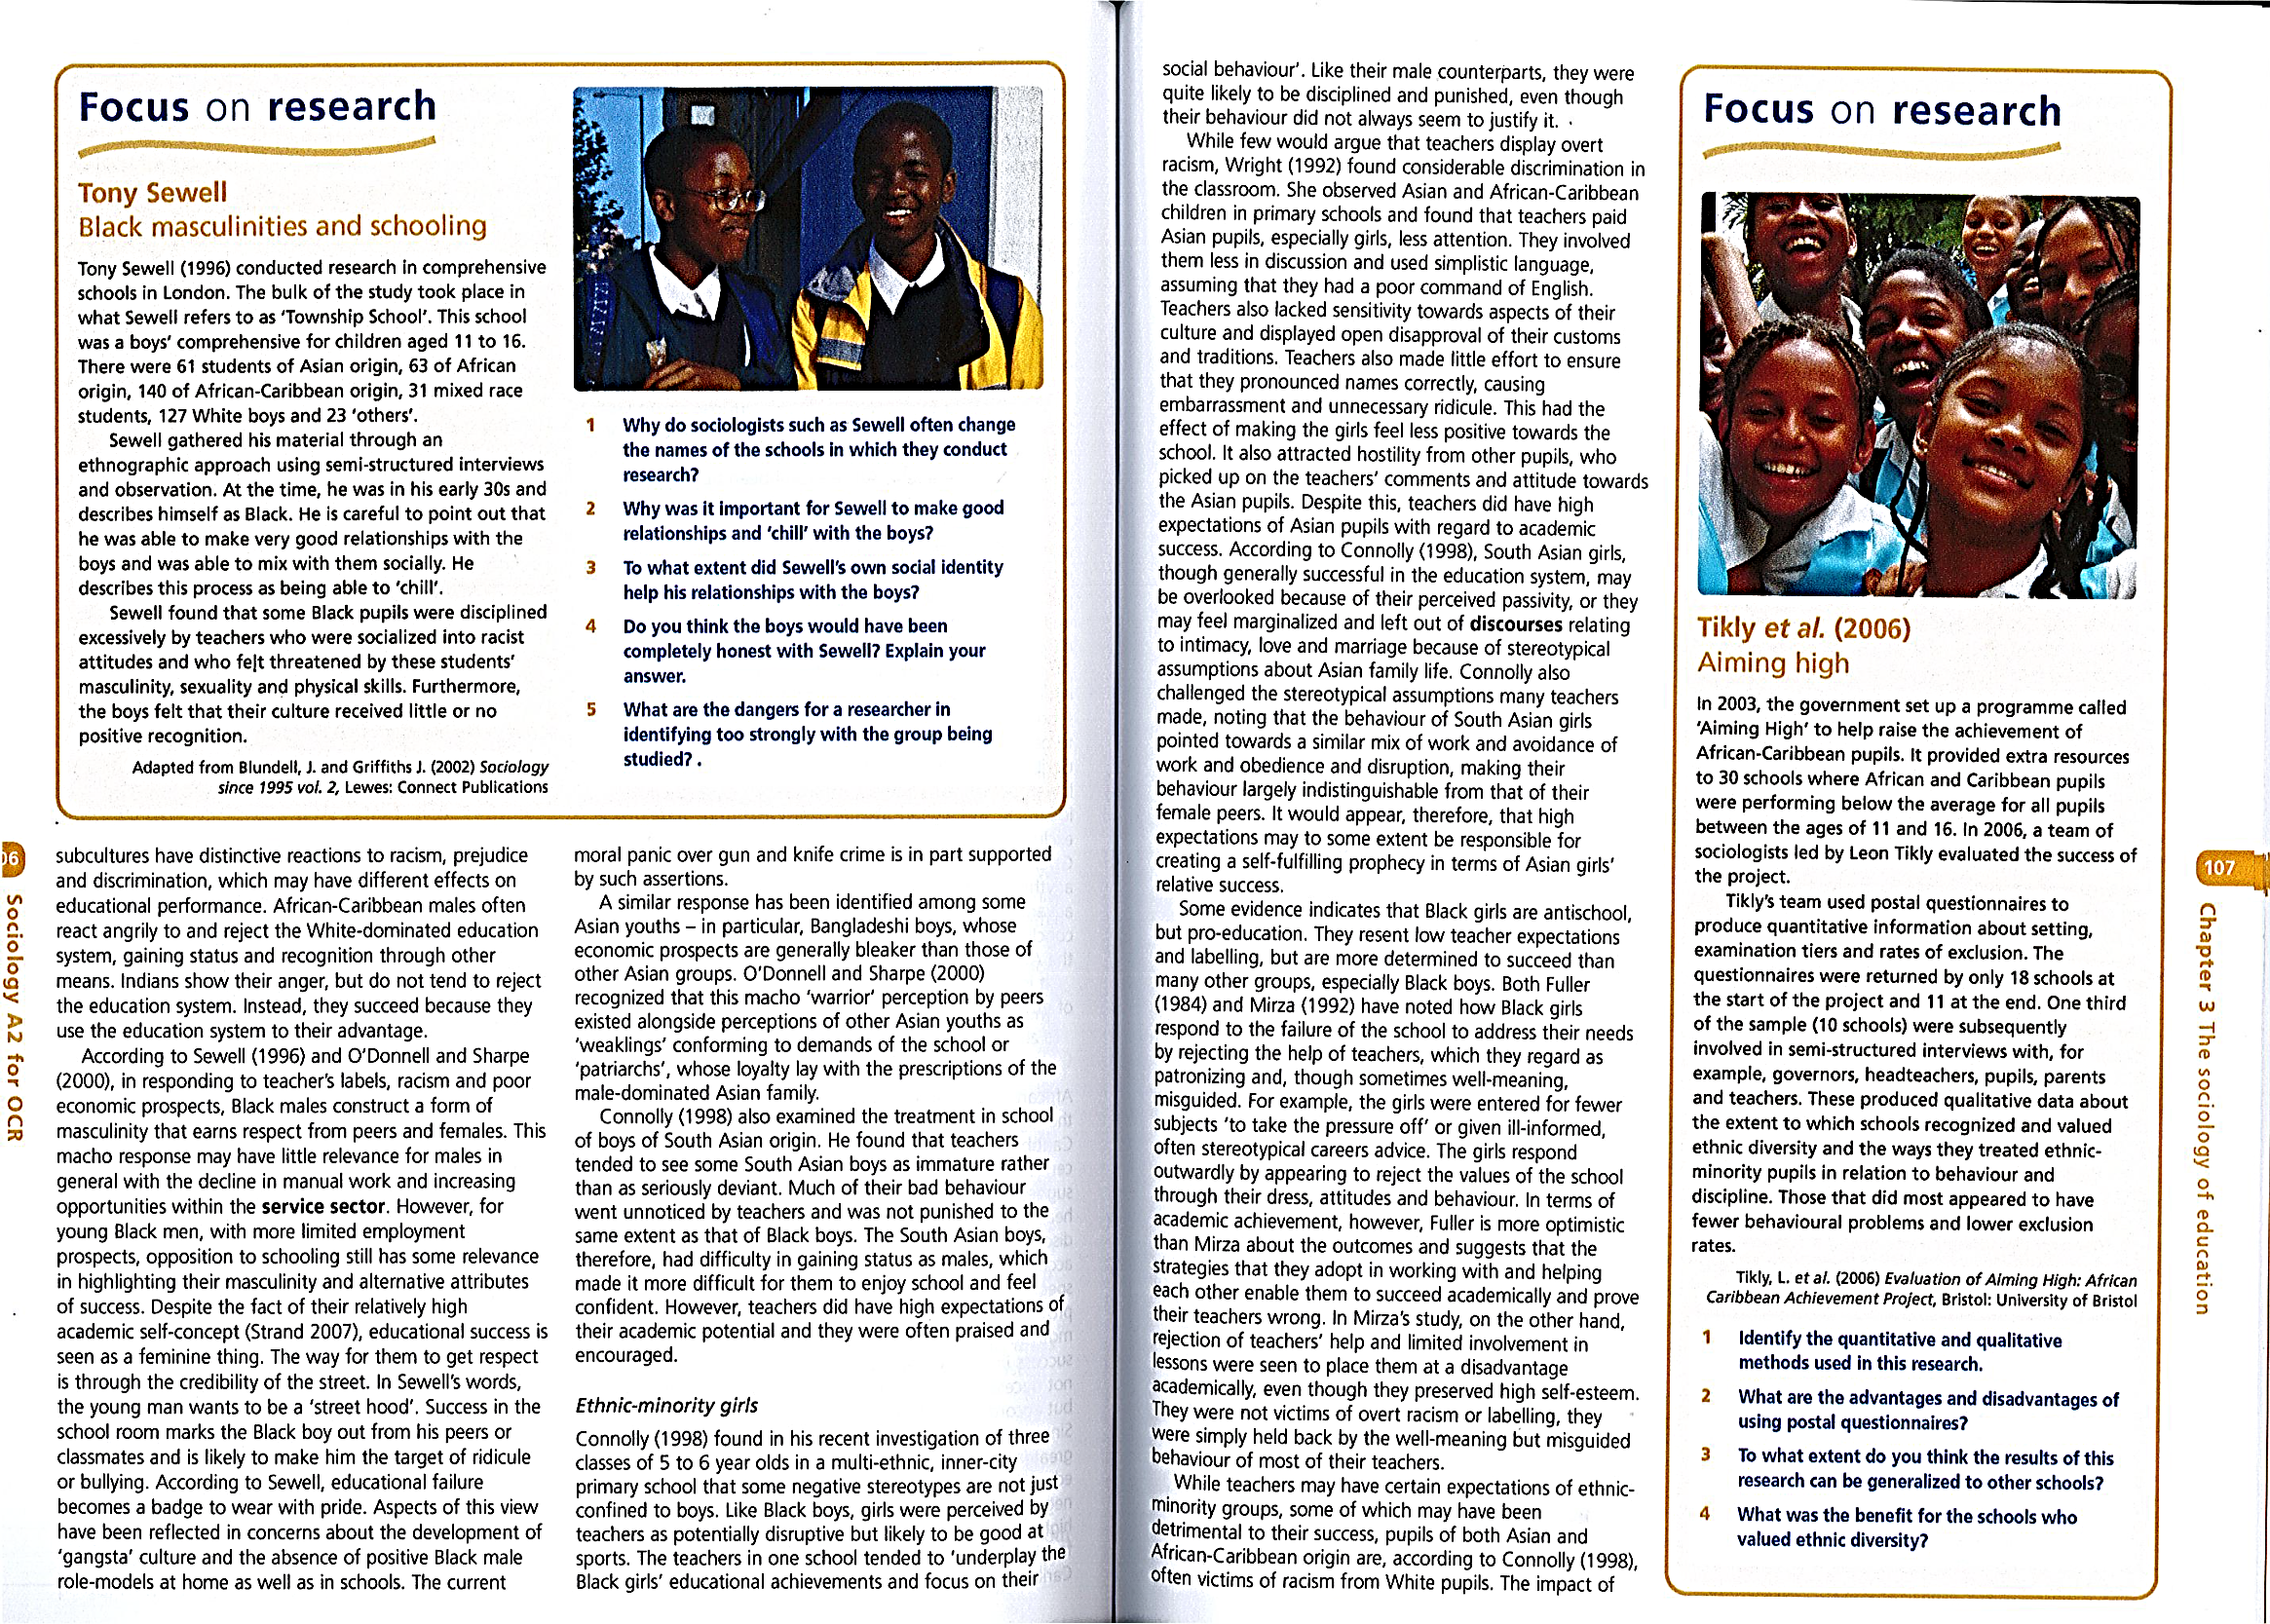 Focus on research
Tony Sewell
Black masculinities and schooling
Tony Sewell (1996) conducted research in comprehensive
schools in London. The bulk of the study took place in
what Sewell refers to as 'Township School'. This school
was a boys' comprehensive for children aged 11 to 16.
There were 61 students of Asian origin, 63 of African
origin, 140 of African-Caribbean origin, 31 mixed race
students, 127 White boys and 23 'others'.
Sewell gathered his material through an
ethnographic approach using semi-structured interviews
and observation. At the time, he was in his early 30s and
describes himself as Black. He is careful to point out that
he was able to make very good relationships with the
boys and was able to mix with them socially. He
describes this process as being able to 'chill'.
Sewell found that some Black pupils were disciplined
excessively by teachers who were socialized into racist
attitudes and who felt threatened by these students'
masculinity, sexuality and physical skills. Furthermore,
the boys felt that their culture received little or no
positive recognition.
Adapted from Blundell, J. and Griffiths J. (2002) Sociology
since 1995 vol. 2, Lewes: Connect Publications
1 Why do sociologists such as Sewell often change
the names of the schools in which they conduct
research?
2 Why was it important for Sewell to make good
relationships and 'chill' with the boys?
3 To what extent did Sewell's own social identity
help his relationships with the boys?
4 Do you think the boys would have been
completely honest with Sewell? Explain your
answer.
5 What are the dangers for a researcher in
identifying too strongly with the group being
studied? .
06 Sociology A2 for OCR
subcultures have distinctive reactions to racism, prejudice
and discrimination, which may have different effects on
educational performance. African-Caribbean males often
react angrily to and reject the White-dominated education
system, gaining status and recognition through other
means. Indians show their anger, but do not tend to reject
the education system. Instead, they succeed because they
use the education system to their advantage.
According to Sewell (1996) and O'Donnell and Sharpe
(2000), in responding to teacher's labels, racism and poor
economic prospects, Black males construct a form of
masculinity that earns respect from peers and females. This
macho response may have little relevance for males in
general with the decline in manual work and increasing
opportunities within the service sector. However, for
young Black men, with more limited employment
prospects, opposition to schooling still has some relevance
in highlighting their masculinity and alternative attributes
of success. Despite the fact of their relatively high
academic self-concept (Strand 2007), educational success is
seen as a feminine thing. The way for them to get respect
is through the credibility of the street. In Sewell's words,
the young man wants to be a 'street hood'. Success in the
school room marks the Black boy out from his peers or
classmates and is likely to make him the target of ridicule
or bullying. According to Sewell, educational failure
becomes a badge to wear with pride. Aspects of this view
have been reflected in concerns about the development of
'gangsta' culture and the absence of positive Black male
role-models at home as well as in schools. The current
moral panic over gun and knife crime is in part supported
by such assertions.
A similar response has been identified among some
Asian youths – in particular, Bangladeshi boys, whose
economic prospects are generally bleaker than those of
other Asian groups. O'Donnell and Sharpe (2000)
recognized that this macho 'warrior' perception by peers
existed alongside perceptions of other Asian youths as
'weaklings' conforming to demands of the school or
'patriarchs', whose loyalty lay with the prescriptions of the
male-dominated Asian family.
Connolly (1998) also examined the treatment in school
of boys of South Asian origin. He found that teachers
tended to see some South Asian boys as immature rather
than as seriously deviant. Much of their bad behaviour
went unnoticed by teachers and was not punished to the
same extent as that of Black boys. The South Asian boys,
therefore, had difficulty in gaining status as males, which
made it more difficult for them to enjoy school and feel
confident. However, teachers did have high expectations of
their academic potential and they were often praised and
encouraged.
Ethnic-minority girls
Connolly (1998) found in his recent investigation of three
classes of 5 to 6 year olds in a multi-ethnic, inner-city
primary school that some negative stereotypes are not just
confined to boys. Like Black boys, girls were perceived by
teachers as potentially disruptive but likely to be good at
sports. The teachers in one school tended to 'underplay the
Black girls' educational achievements and focus on their
social behaviour'. Like their male counterparts, they were
quite likely to be disciplined and punished, even though
their behaviour did not always seem to justify it.
While few would argue that teachers display overt
racism, Wright (1992) found considerable discrimination in
the classroom. She observed Asian and African-Caribbean
children in primary schools and found that teachers paid
Asian pupils, especially girls, less attention. They involved
them less in discussion and used simplistic language,
assuming that they had a poor command of English.
Teachers also lacked sensitivity towards aspects of their
culture and displayed open disapproval of their customs
and traditions. Teachers also made little effort to ensure
that they pronounced names correctly, causing
embarrassment and unnecessary ridicule. This had the
effect of making the girls feel less positive towards the
school. It also attracted hostility from other pupils, who
picked up on the teachers' comments and attitude towards
the Asian pupils. Despite this, teachers did have high
expectations of Asian pupils with regard to academic
success. According to Connolly (1998), South Asian girls,
though generally successful in the education system, may
be overlooked because of their perceived passivity, or they
may feel marginalized and left out of discourses relating
to intimacy, love and marriage because of stereotypical
assumptions about Asian family life. Connolly also
challenged the stereotypical assumptions many teachers
made, noting that the behaviour of South Asian girls
pointed towards a similar mix of work and avoidance of
work and obedience and disruption, making their
behaviour largely indistinguishable from that of their
female peers. It would appear, therefore, that high
expectations may to some extent be responsible for
creating a self-fulfilling prophecy in terms of Asian girls'
relative success.
Some evidence indicates that Black girls are antischool,
but pro-education. They resent low teacher expectations
and labelling, but are more determined to succeed than
many other groups, especially Black boys. Both Fuller
(1984) and Mirza (1992) have noted how Black girls
respond to the failure of the school to address their needs
by rejecting the help of teachers, which they regard as
patronizing and, though sometimes well-meaning,
misguided. For example, the girls were entered for fewer
subjects 'to take the pressure off' or given ill-informed,
often stereotypical careers advice. The girls respond
outwardly by appearing to reject the values of the school
through their dress, attitudes and behaviour. In terms of
academic achievement, however, Fuller is more optimistic
than Mirza about the outcomes and suggests that the
strategies that they adopt in working with and helping
each other enable them to succeed academically and prove
their teachers wrong. In Mirza's study, on the other hand,
rejection of teachers' help and limited involvement in
lessons were seen to place them at a disadvantage
academically, even though they preserved high self-esteem.
They were not victims of overt racism or labelling, they
were simply held back by the well-meaning but misguided
behaviour of most of their teachers.
While teachers may have certain expectations of ethnic-
minority groups, some of which may have been
detrimental to their success, pupils of both Asian and
African-Caribbean origin are, according to Connolly (1998),
often victims of racism from White pupils. The impact of
Focus on research
Tikly et al. (2006)
Aiming high
In 2003, the government set up a programme called
'Aiming High' to help raise the achievement of
African-Caribbean pupils. It provided extra resources
to 30 schools where African and Caribbean pupils
were performing below the average for all pupils
between the ages of 11 and 16. In 2006, a team of
sociologists led by Leon Tikly evaluated the success of
the project.
Tikly's team used postal questionnaires to
produce quantitative information about setting,
examination tiers and rates of exclusion. The
questionnaires were returned by only 18 schools at
the start of the project and 11 at the end. One third
of the sample (10 schools) were subsequently
involved in semi-structured interviews with, for
example, governors, headteachers, pupils, parents
and teachers. These produced qualitative data about
the extent to which schools recognized and valued
ethnic diversity and the ways they treated ethnic-
minority pupils in relation to behaviour and
discipline. Those that did most appeared to have
fewer behavioural problems and lower exclusion
rates.
Tikly, L. et al. (2006) Evaluation of Aiming High: African
Caribbean Achievement Project, Bristol: University of Bristol
1 Identify the quantitative and qualitative
methods used in this research.
2 What are the advantages and disadvantages of
using postal questionnaires?
3 To what extent do you think the results of this
research can be generalized to other schools?
4 What was the benefit for the schools who
valued ethnic diversity?
107 Chapter 3 The sociology of education